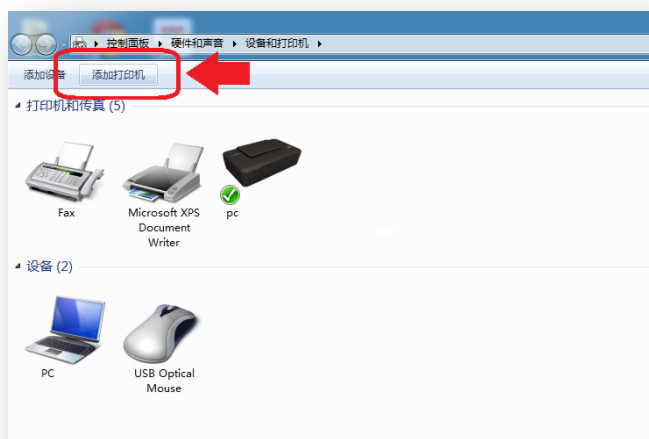 控制面板 ▸ 硬件和声音 ▸ 设备和打印机 ▸
添加设备 添加打印机
打印机和传真 (5)
Fax
Microsoft XPS
Document
Writer
pc
设备 (2)
PC
USB Optical
Mouse